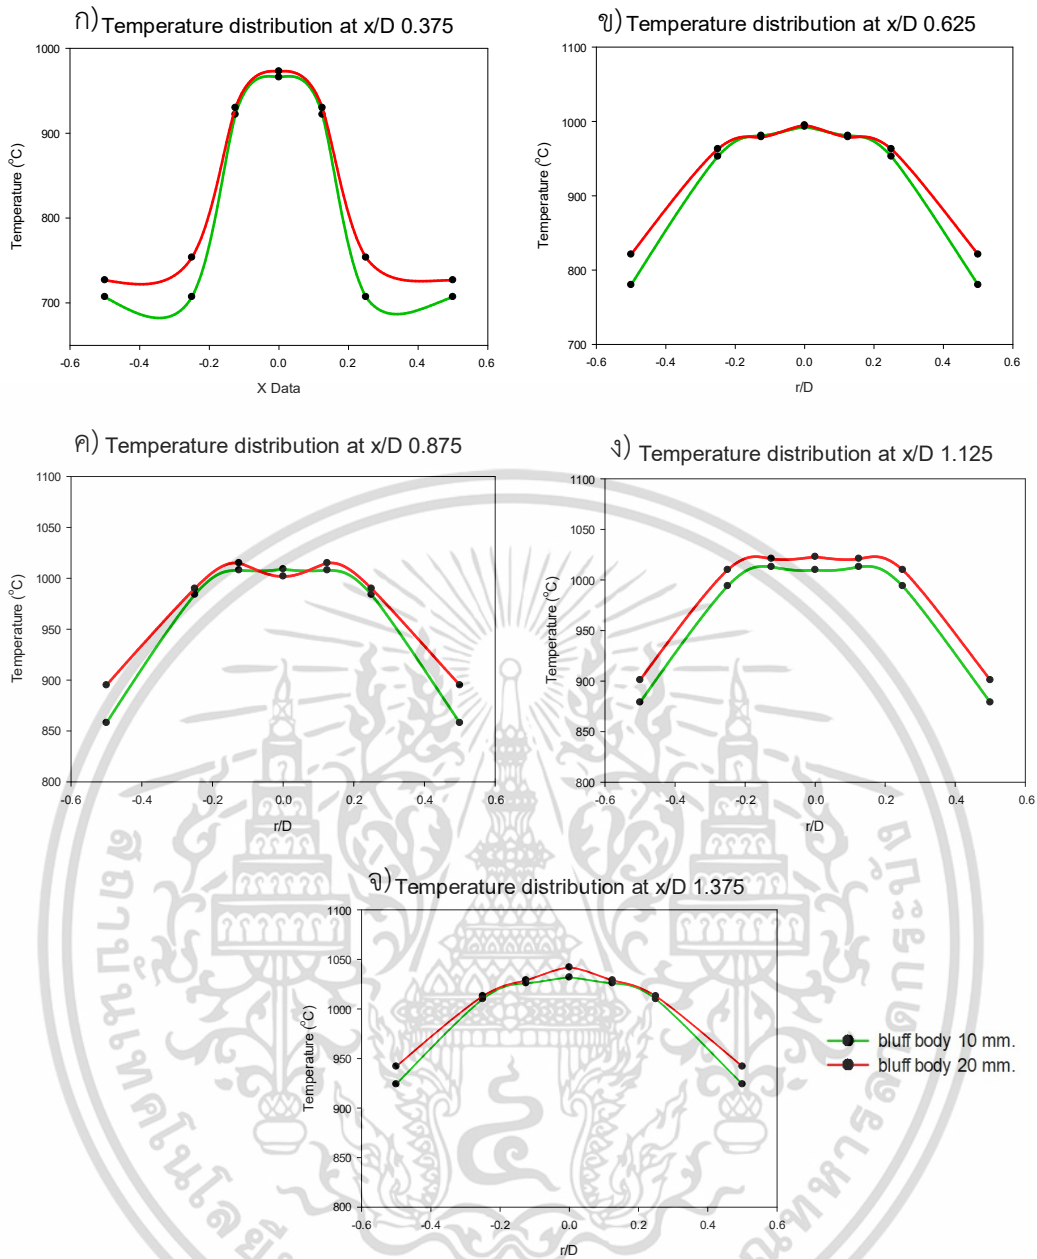 ก) Temperature distribution at x/D 0.375
1000
900
800
700
Temperature (°C)
-0.6 -0.4 -0.2 0.0 0.2 0.4 0.6
X Data
ข) Temperature distribution at x/D 0.625
1100
1000
900
800
700
Temperature (°C)
-0.6 -0.4 -0.2 0.0 0.2 0.4 0.6
r/D
ค) Temperature distribution at x/D 0.875
1100
1050
1000
950
900
850
800
Temperature (°C)
-0.6 -0.4 -0.2 0.0 0.2 0.4 0.6
r/D
ง) Temperature distribution at x/D 1.125
1100
1050
1000
950
900
850
800
Temperature (°C)
-0.6 -0.4 -0.2 0.0 0.2 0.4 0.6
r/D
จ) Temperature distribution at x/D 1.375
1100
1050
1000
950
900
850
800
Temperature (°C)
-0.6 -0.4 -0.2 0.0 0.2 0.4 0.6
r/D
bluff body 10 mm.
bluff body 20 mm.